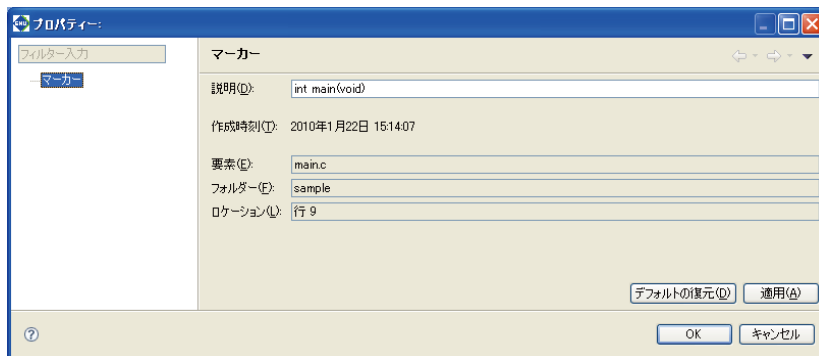 GNU プロパティー:
フィルター入力
マーカー
マーカー
説明(D): int main(void)
作成時刻(T): 2010年1月22日 15:14:07
要素(E): main.c
フォルダー(F): sample
ロケーション(L): 行 9
デフォルトの復元(D) 適用(A)
? OK キャンセル